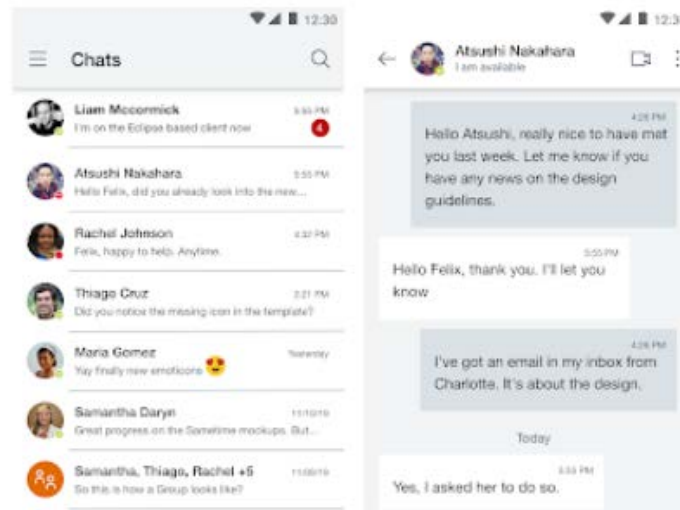 12:30
Chats
Liam Mccormick
5:55 PM
I'm on the Eclipse based client now
4
Atsushi Nakahara
5:55 PM
Hello Felix, did you already look into the new...
Rachel Johnson
4:32 PM
Felix, happy to help. Anytime.
Thiago Cruz
2:21 PM
Did you notice the missing icon in the template?
Maria Gomez
Yesterday
Yay finally new emoticons
Samantha Daryn
Great progress on the Sametime mockups. But...
Samantha, Thiago, Rachel +5
So this is how a Group looks like?
12:30
Atsushi Nakahara
I am available
4:26 PM
Hello Atsushi, really nice to have met
you last week. Let me know if you
have any news on the design
guidelines.
5:55 PM
Hello Felix, thank you. I'll let you
know
4:26 PM
I've got an email in my inbox from
Charlotte. It's about the design.
Today
5:55 PM
Yes, I asked her to do so.